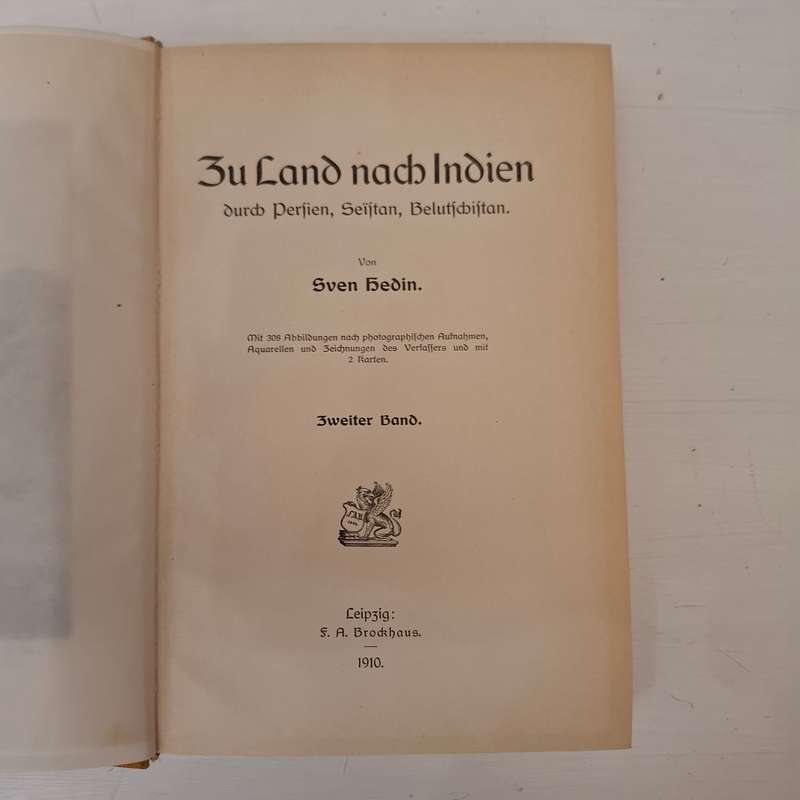 Zu Land nach Indien
durch Persien, Seïstan, Belutschistan.
Von
Sven Hedin.
Mit 308 Abbildungen nach photographischen Aufnahmen,
Aquarellen und Zeichnungen des Verfassers und mit
2 Karten.
Zweiter Band.
Leipzig:
F. A. Brockhaus.
1910.